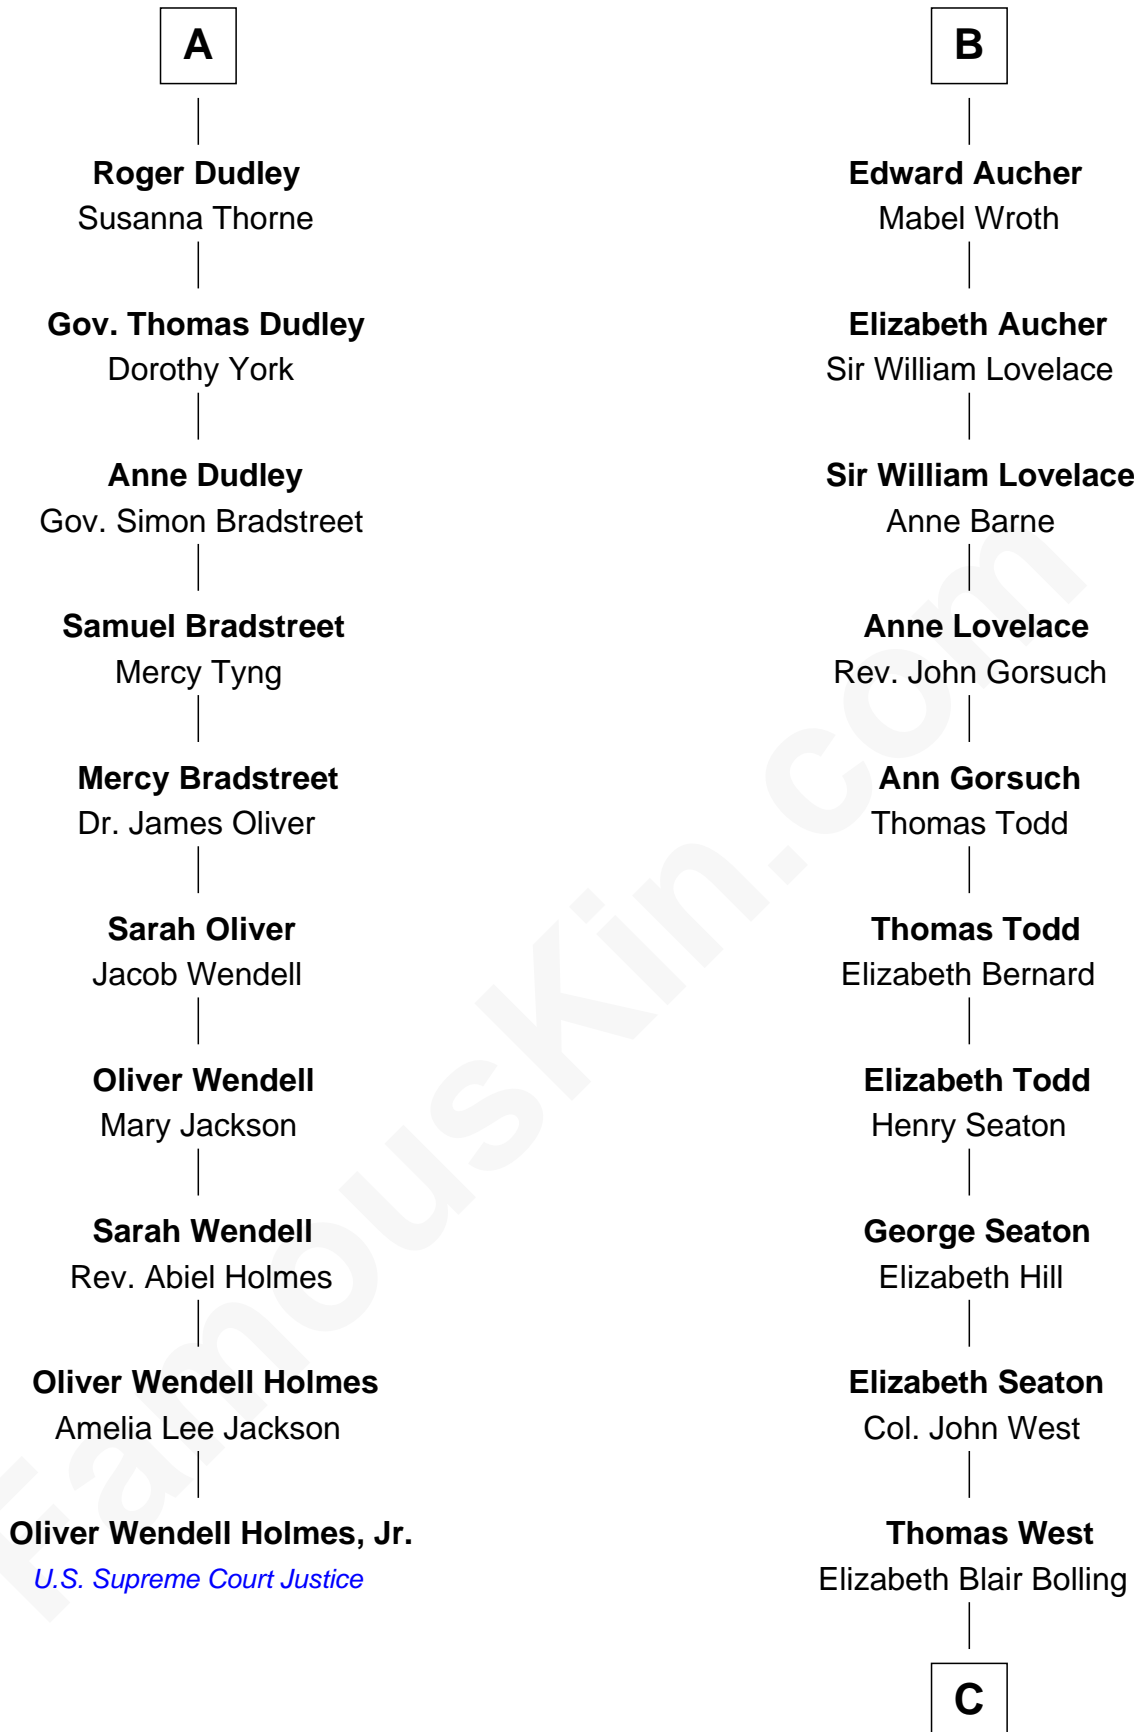 A
Roger Dudley
Susanna Thorne
Gov. Thomas Dudley
Dorothy York
Anne Dudley
Gov. Simon Bradstreet
Samuel Bradstreet
Mercy Tyng
Mercy Bradstreet
Dr. James Oliver
Sarah Oliver
Jacob Wendell
Oliver Wendell
Mary Jackson
Sarah Wendell
Rev. Abiel Holmes
Oliver Wendell Holmes
Amelia Lee Jackson
Oliver Wendell Holmes, Jr.
U.S. Supreme Court Justice
B
Edward Aucher
Mabel Wroth
Elizabeth Aucher
Sir William Lovelace
Sir William Lovelace
Anne Barne
Anne Lovelace
Rev. John Gorsuch
Ann Gorsuch
Thomas Todd
Thomas Todd
Elizabeth Bernard
Elizabeth Todd
Henry Seaton
George Seaton
Elizabeth Hill
Elizabeth Seaton
Col. John West
Thomas West
Elizabeth Blair Bolling
C
FamousKin.com